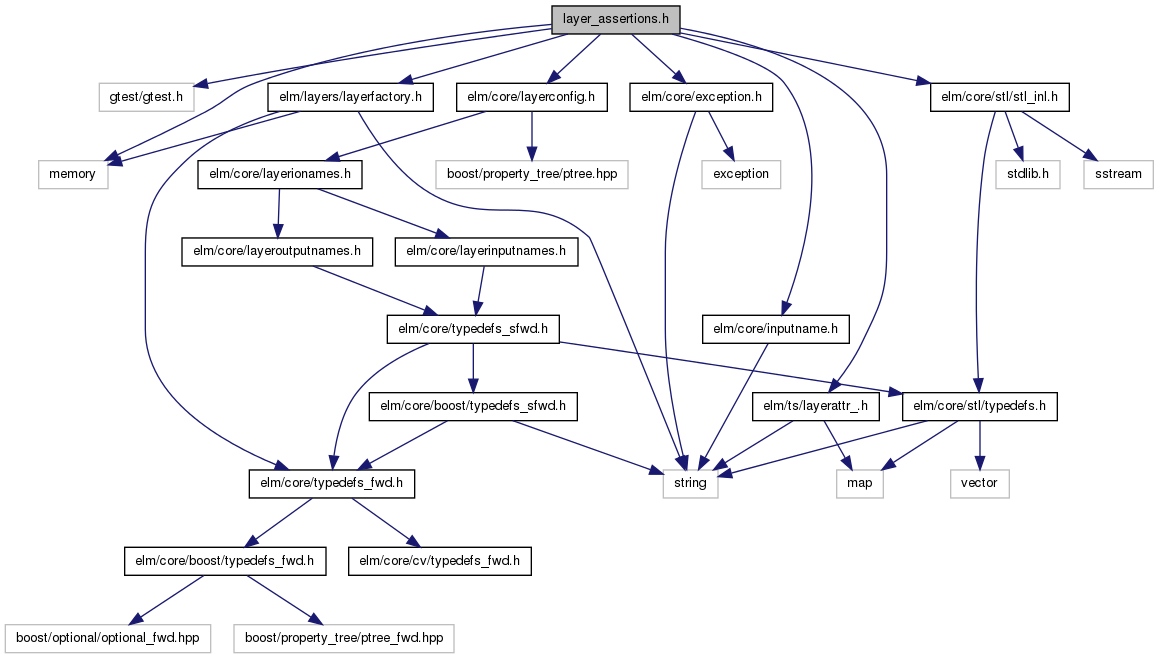 layer_assertions.h
gtest/gtest.h
elm/layers/layerfactory.h
elm/core/layerconfig.h
elm/core/exception.h
elm/core/stl/stl_inl.h
memory
elm/core/layerionames.h
boost/property_tree/ptree.hpp
exception
stdlib.h
sstream
elm/core/layeroutputnames.h
elm/core/layerinputnames.h
elm/core/typedefs_sfwd.h
elm/core/inputname.h
elm/core/boost/typedefs_sfwd.h
elm/ts/layerattr_.h
elm/core/stl/typedefs.h
elm/core/typedefs_fwd.h
string
map
vector
elm/core/boost/typedefs_fwd.h
elm/core/cv/typedefs_fwd.h
boost/optional/optional_fwd.hpp
boost/property_tree/ptree_fwd.hpp